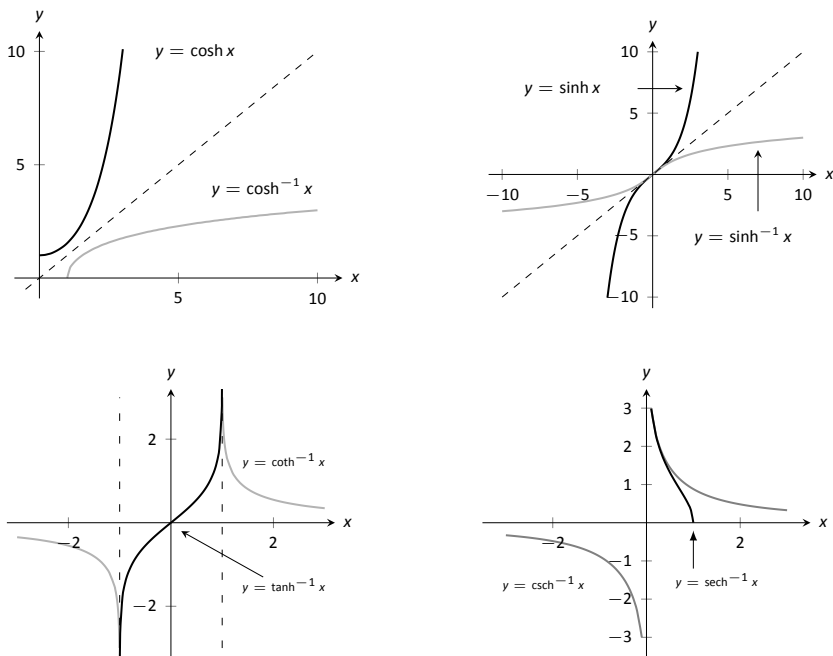 y
10
y = cosh x
5
y = cosh⁻¹ x
x
5
10
y
10
y = sinh x
5
x
−10
−5
5
10
−5
y = sinh⁻¹ x
−10
y
2
y = coth⁻¹ x
x
−2
2
y = tanh⁻¹ x
−2
y
3
2
1
x
−2
2
−1
y = csch⁻¹ x
y = sech⁻¹ x
−2
−3